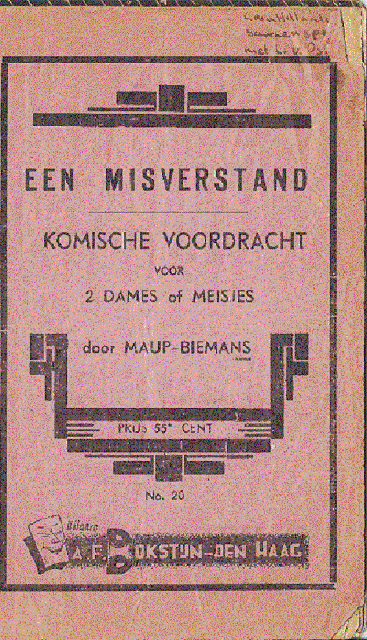 EEN MISVERSTAND
KOMISCHE VOORDRACHT
VOOR
2 DAMES of MEISJES
door MAUP-BIEMANS
PRIJS 55* CENT
No. 20
A.F. BOKSTIJN-DEN HAAG